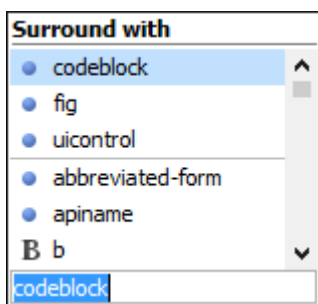 Surround with
codeblock
fig
uicontrol
abbreviated-form
apiname
B b
codeblock